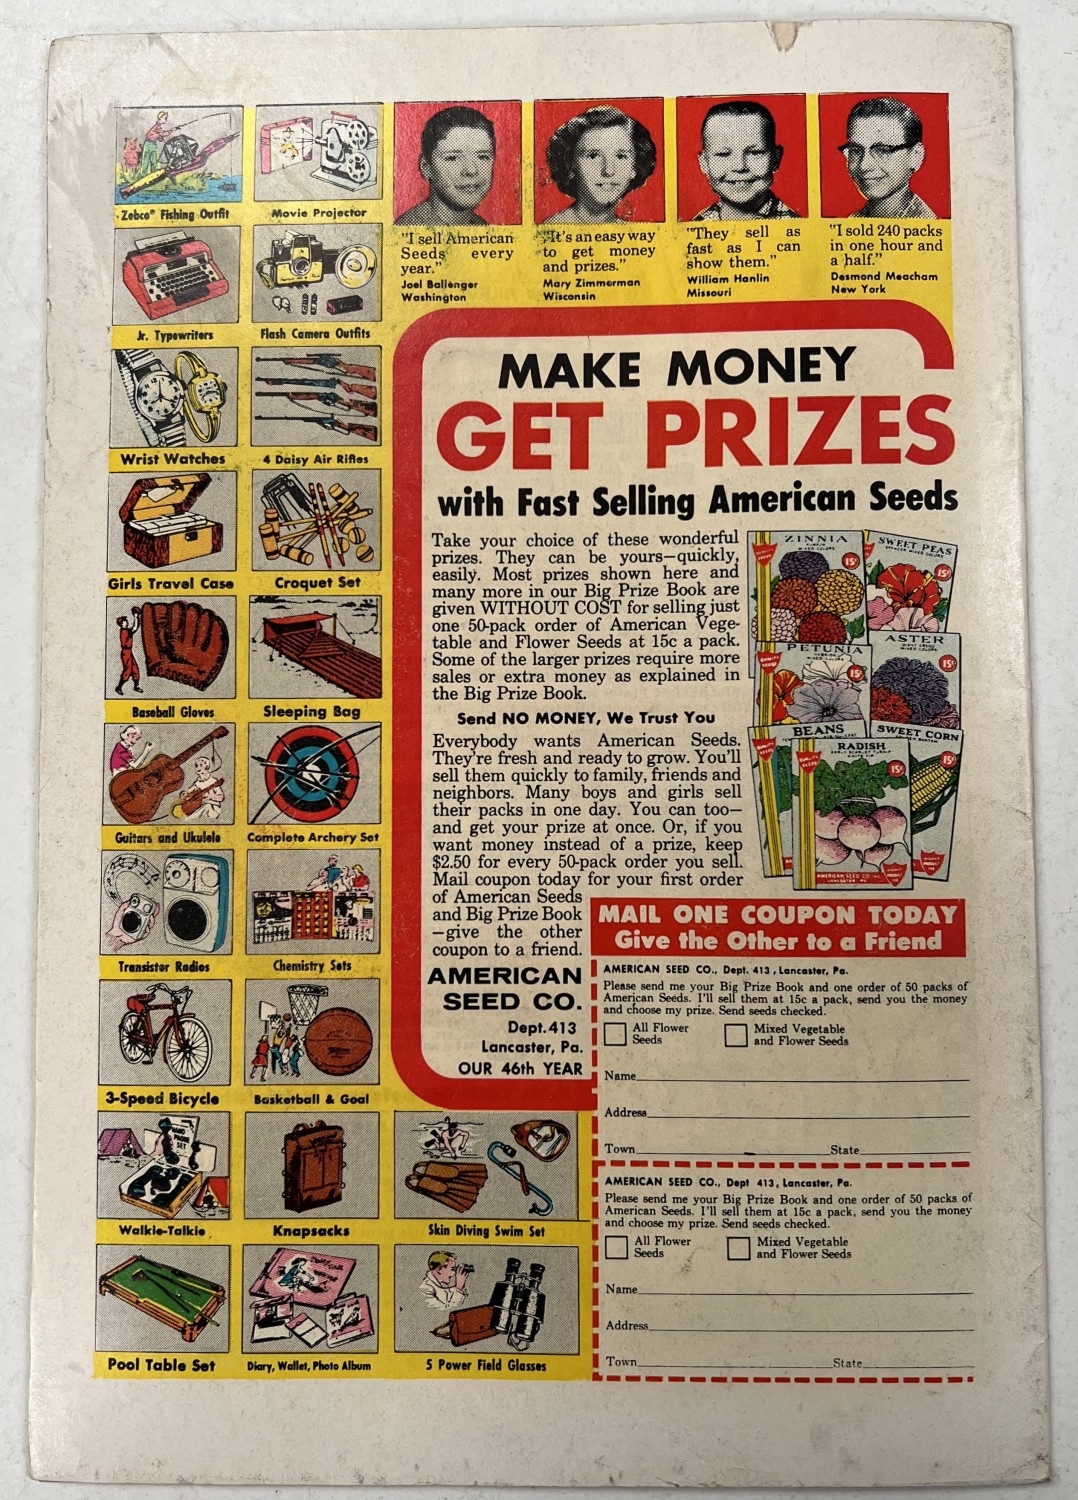 Zebco® Fishing Outfit
Movie Projector
Jr. Typewriters
Flash Camera Outfits
Wrist Watches
4 Daisy Air Rifles
Girls Travel Case
Croquet Set
Baseball Gloves
Sleeping Bag
Guitars and Ukulele
Complete Archery Set
Transistor Radios
Chemistry Sets
3-Speed Bicycle
Basketball & Goal
Walkie-Talkie
Knapsacks
Skin Diving Swim Set
Pool Table Set
Diary, Wallet, Photo Album
5 Power Field Glasses
"I sell American
Seeds every
year."
Joel Ballenger
Washington
"It's an easy way
to get money
and prizes."
Mary Zimmerman
Wisconsin
"They sell as
fast as I can
show them."
William Hanlin
Missouri
"I sold 240 packs
in one hour and
a half."
Desmond Meacham
New York
MAKE MONEY
GET PRIZES
with Fast Selling American Seeds
Take your choice of these wonderful
prizes. They can be yours—quickly,
easily. Most prizes shown here and
many more in our Big Prize Book are
given WITHOUT COST for selling just
one 50-pack order of American Vege-
table and Flower Seeds at 15c a pack.
Some of the larger prizes require more
sales or extra money as explained in
the Big Prize Book.
Send NO MONEY, We Trust You
Everybody wants American Seeds.
They're fresh and ready to grow. You'll
sell them quickly to family, friends and
neighbors. Many boys and girls sell
their packs in one day. You can too—
and get your prize at once. Or, if you
want money instead of a prize, keep
$2.50 for every 50-pack order you sell.
Mail coupon today for your first order
of American Seeds
and Big Prize Book
—give the other
coupon to a friend.
AMERICAN
SEED CO.
Dept. 413
Lancaster, Pa.
OUR 46th YEAR
ZINNIA
MIXED COLORS
15¢
SWEET PEAS
MIXED COLORS
15¢
PETUNIA
MIXED COLORS
15¢
ASTER
MIXED COLORS
15¢
BEANS
SWEET CORN
15¢
RADISH
15¢
AMERICAN SEED CO. INC.
LANCASTER, PA.
MAIL ONE COUPON TODAY
Give the Other to a Friend
AMERICAN SEED CO., Dept. 413, Lancaster, Pa.
Please send me your Big Prize Book and one order of 50 packs of
American Seeds. I'll sell them at 15c a pack, send you the money
and choose my prize. Send seeds checked.
All Flower
Seeds
Mixed Vegetable
and Flower Seeds
Name
Address
Town State
AMERICAN SEED CO., Dept 413, Lancaster, Pa.
Please send me your Big Prize Book and one order of 50 packs of
American Seeds. I'll sell them at 15c a pack, send you the money
and choose my prize. Send seeds checked.
All Flower
Seeds
Mixed Vegetable
and Flower Seeds
Name
Address
Town State